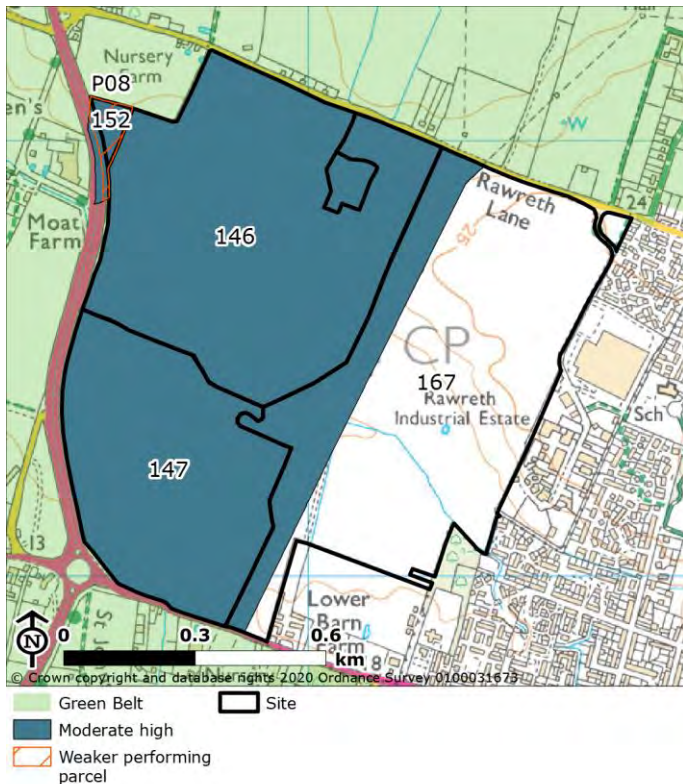 Nursery
Farm
P08
en's
152
Moat
Farm
146
Rawreth
Lane
24
25
CP
167
Rawreth
Industrial Estate
Sch
147
13
W
Lower
Barn
Farm
8
St Jo
N
0 0.3 0.6
km
© Crown copyright and database rights 2020 Ordnance Survey 0100031673
Green Belt
Site
Moderate high
Weaker performing
parcel